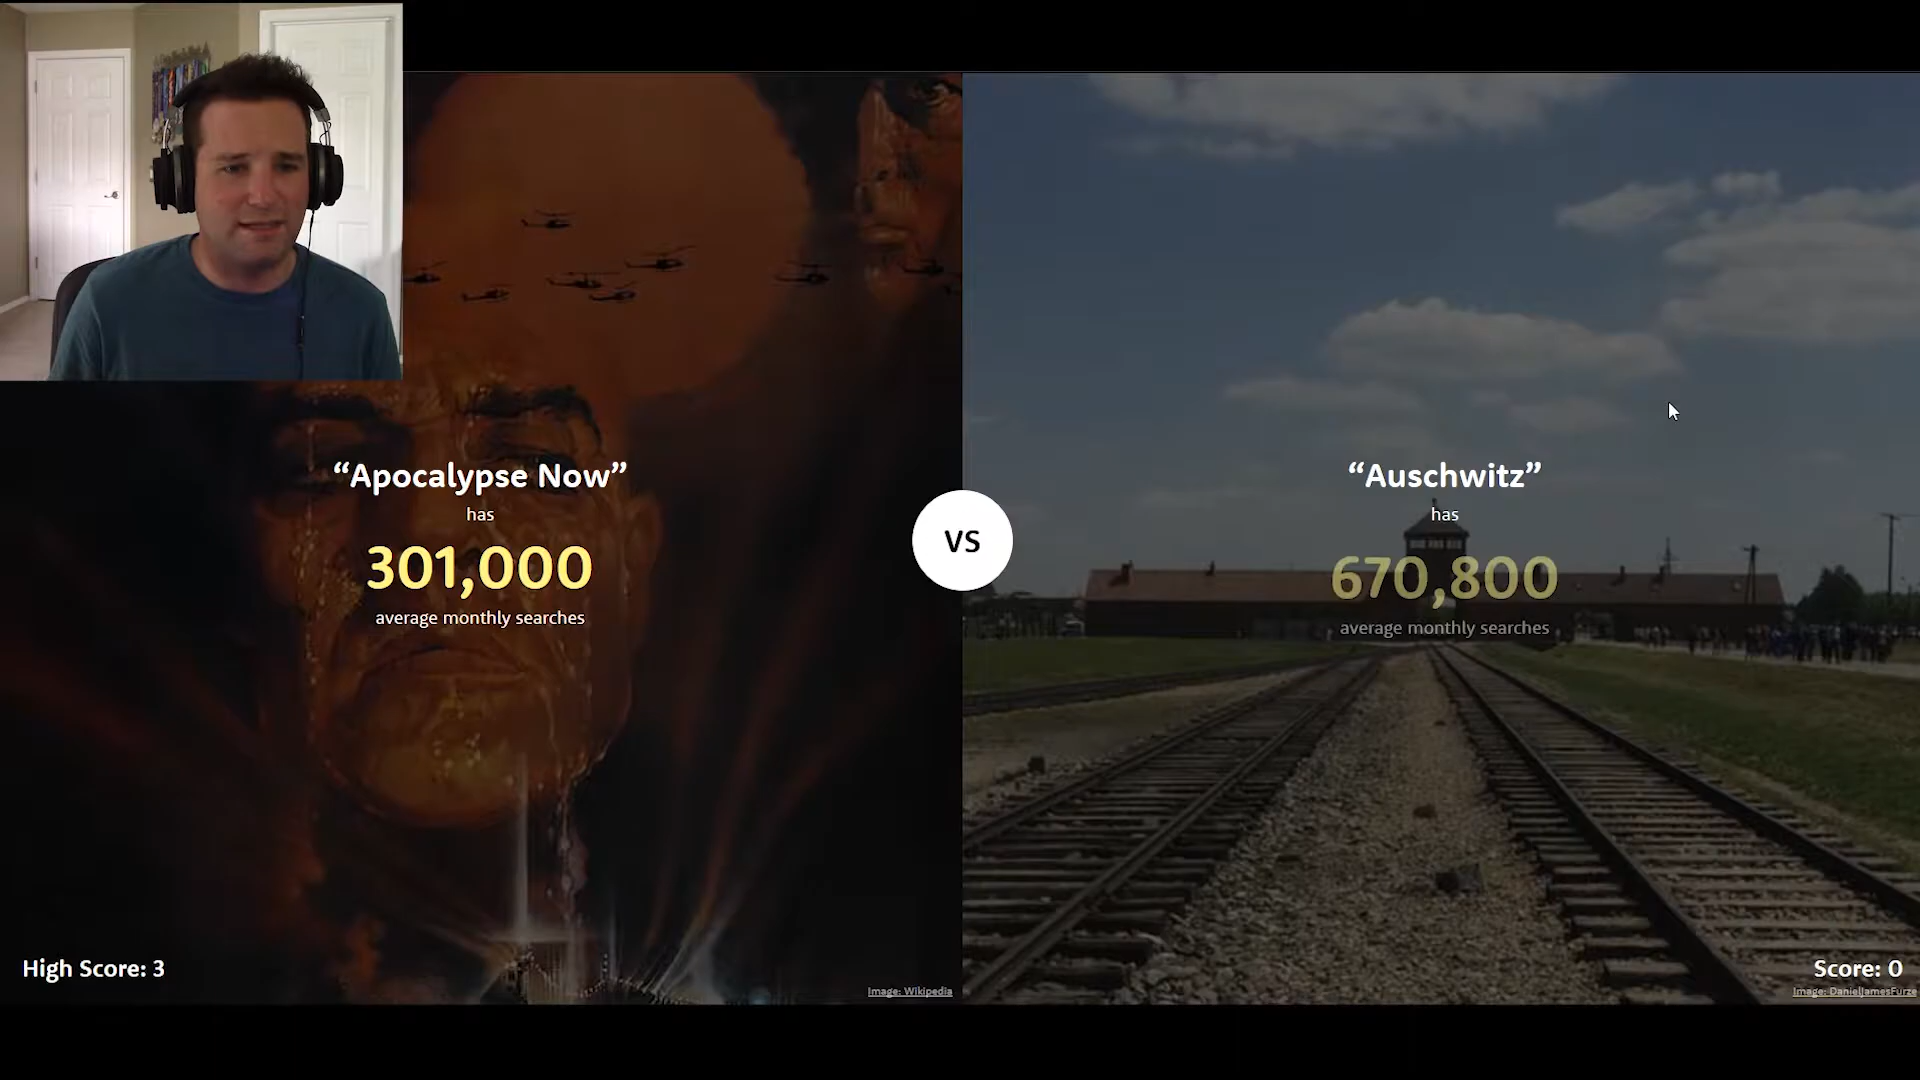 “Apocalypse Now”
has
301,000
average monthly searches
VS
“Auschwitz”
has
670,800
average monthly searches
High Score: 3
Image: Wikipedia
Score: 0
Image: DanielJamesFurze